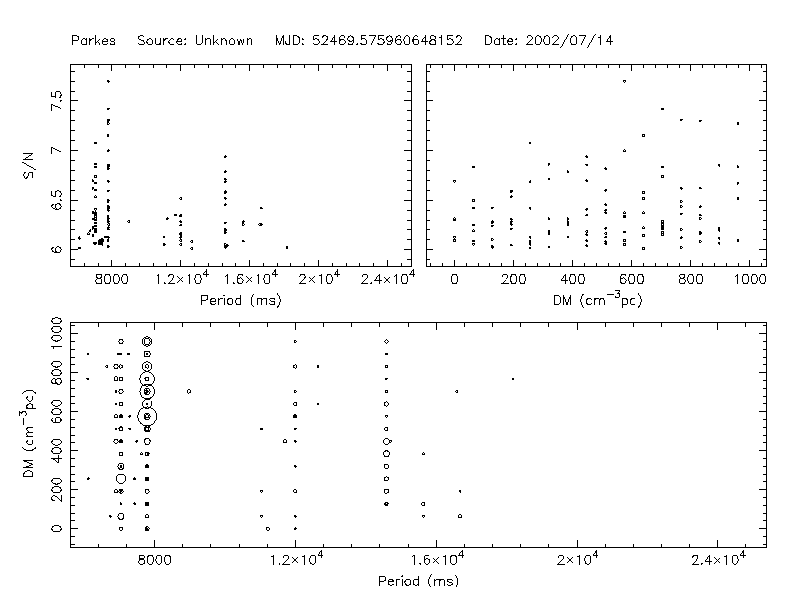 Parkes Source: Unknown MJD: 52469.575960648152 Date: 2002/07/14
S/N
7.5
7
6.5
6
8000 1.2×10⁴ 1.6×10⁴ 2×10⁴ 2.4×10⁴
Period (ms)
0 200 400 600 800 1000
DM (cm⁻³pc)
DM (cm⁻³pc)
1000
800
600
400
200
0
8000 1.2×10⁴ 1.6×10⁴ 2×10⁴ 2.4×10⁴
Period (ms)